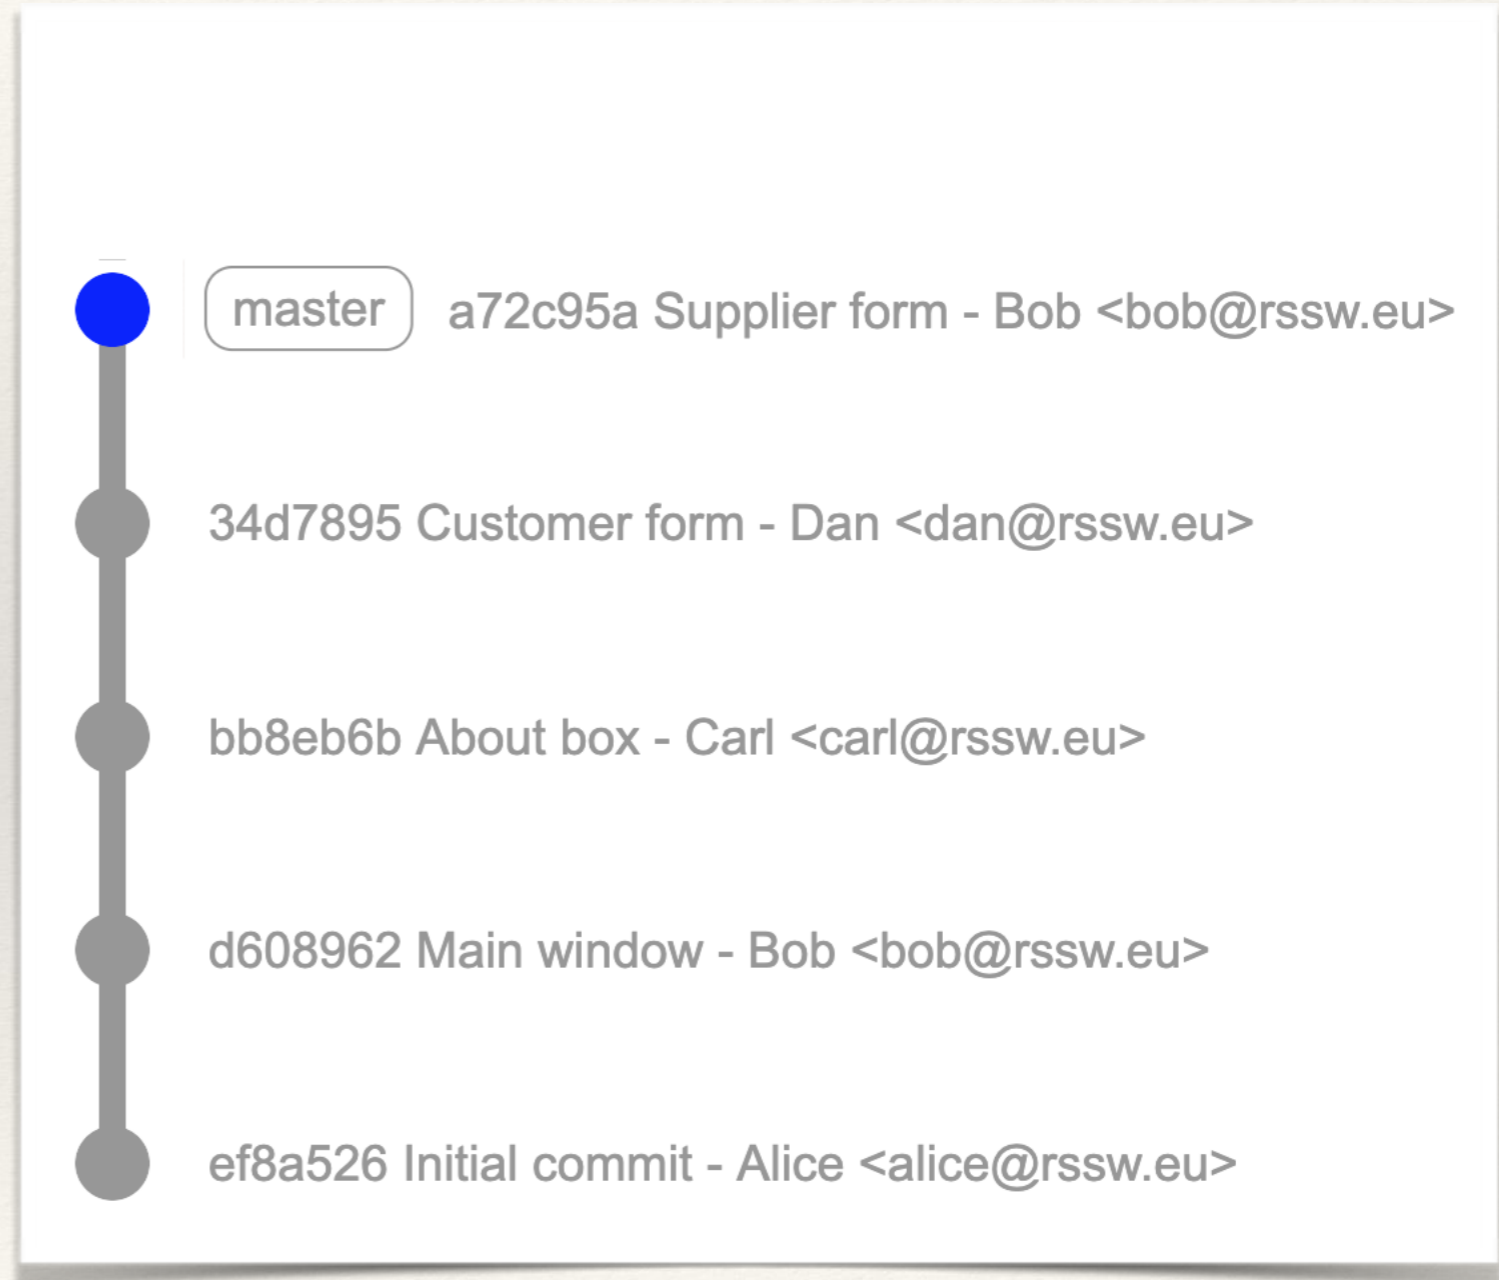 master a72c95a Supplier form - Bob <bob@rssw.eu>
34d7895 Customer form - Dan <dan@rssw.eu>
bb8eb6b About box - Carl <carl@rssw.eu>
d608962 Main window - Bob <bob@rssw.eu>
ef8a526 Initial commit - Alice <alice@rssw.eu>